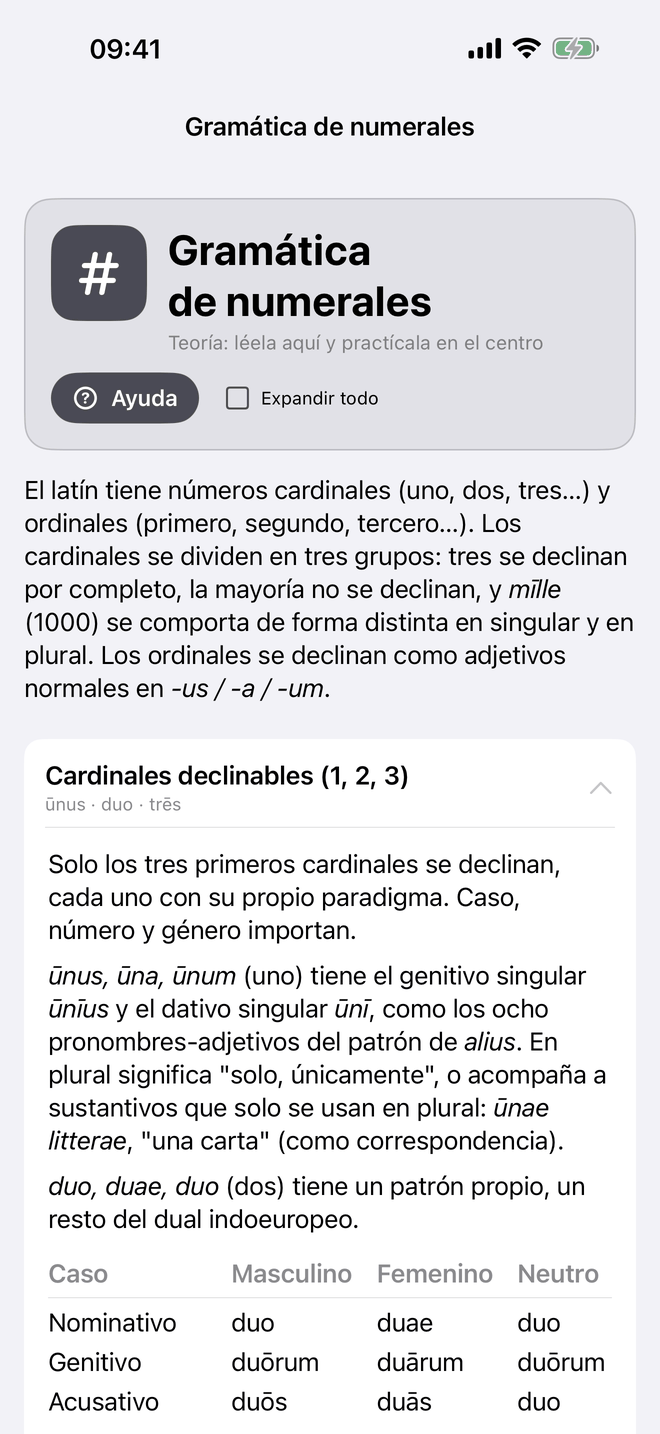 09:41
Gramática de numerales
#
Gramática
de numerales
Teoría: léela aquí y practícala en el centro
Ayuda
Expandir todo
El latín tiene números cardinales (uno, dos, tres...) y
ordinales (primero, segundo, tercero...). Los
cardinales se dividen en tres grupos: tres se declinan
por completo, la mayoría no se declinan, y mīlle
(1000) se comporta de forma distinta en singular y en
plural. Los ordinales se declinan como adjetivos
normales en -us / -a / -um.
Cardinales declinables (1, 2, 3)
ūnus · duo · trēs
Solo los tres primeros cardinales se declinan,
cada uno con su propio paradigma. Caso,
número y género importan.
ūnus, ūna, ūnum (uno) tiene el genitivo singular
ūnīus y el dativo singular ūnī, como los ocho
pronombres-adjetivos del patrón de alius. En
plural significa "solo, únicamente", o acompaña a
sustantivos que solo se usan en plural: ūnae
litterae, "una carta" (como correspondencia).
duo, duae, duo (dos) tiene un patrón propio, un
resto del dual indoeuropeo.
Caso Masculino Femenino Neutro
Nominativo duo duae duo
Genitivo duōrum duārum duōrum
Acusativo duōs duās duo